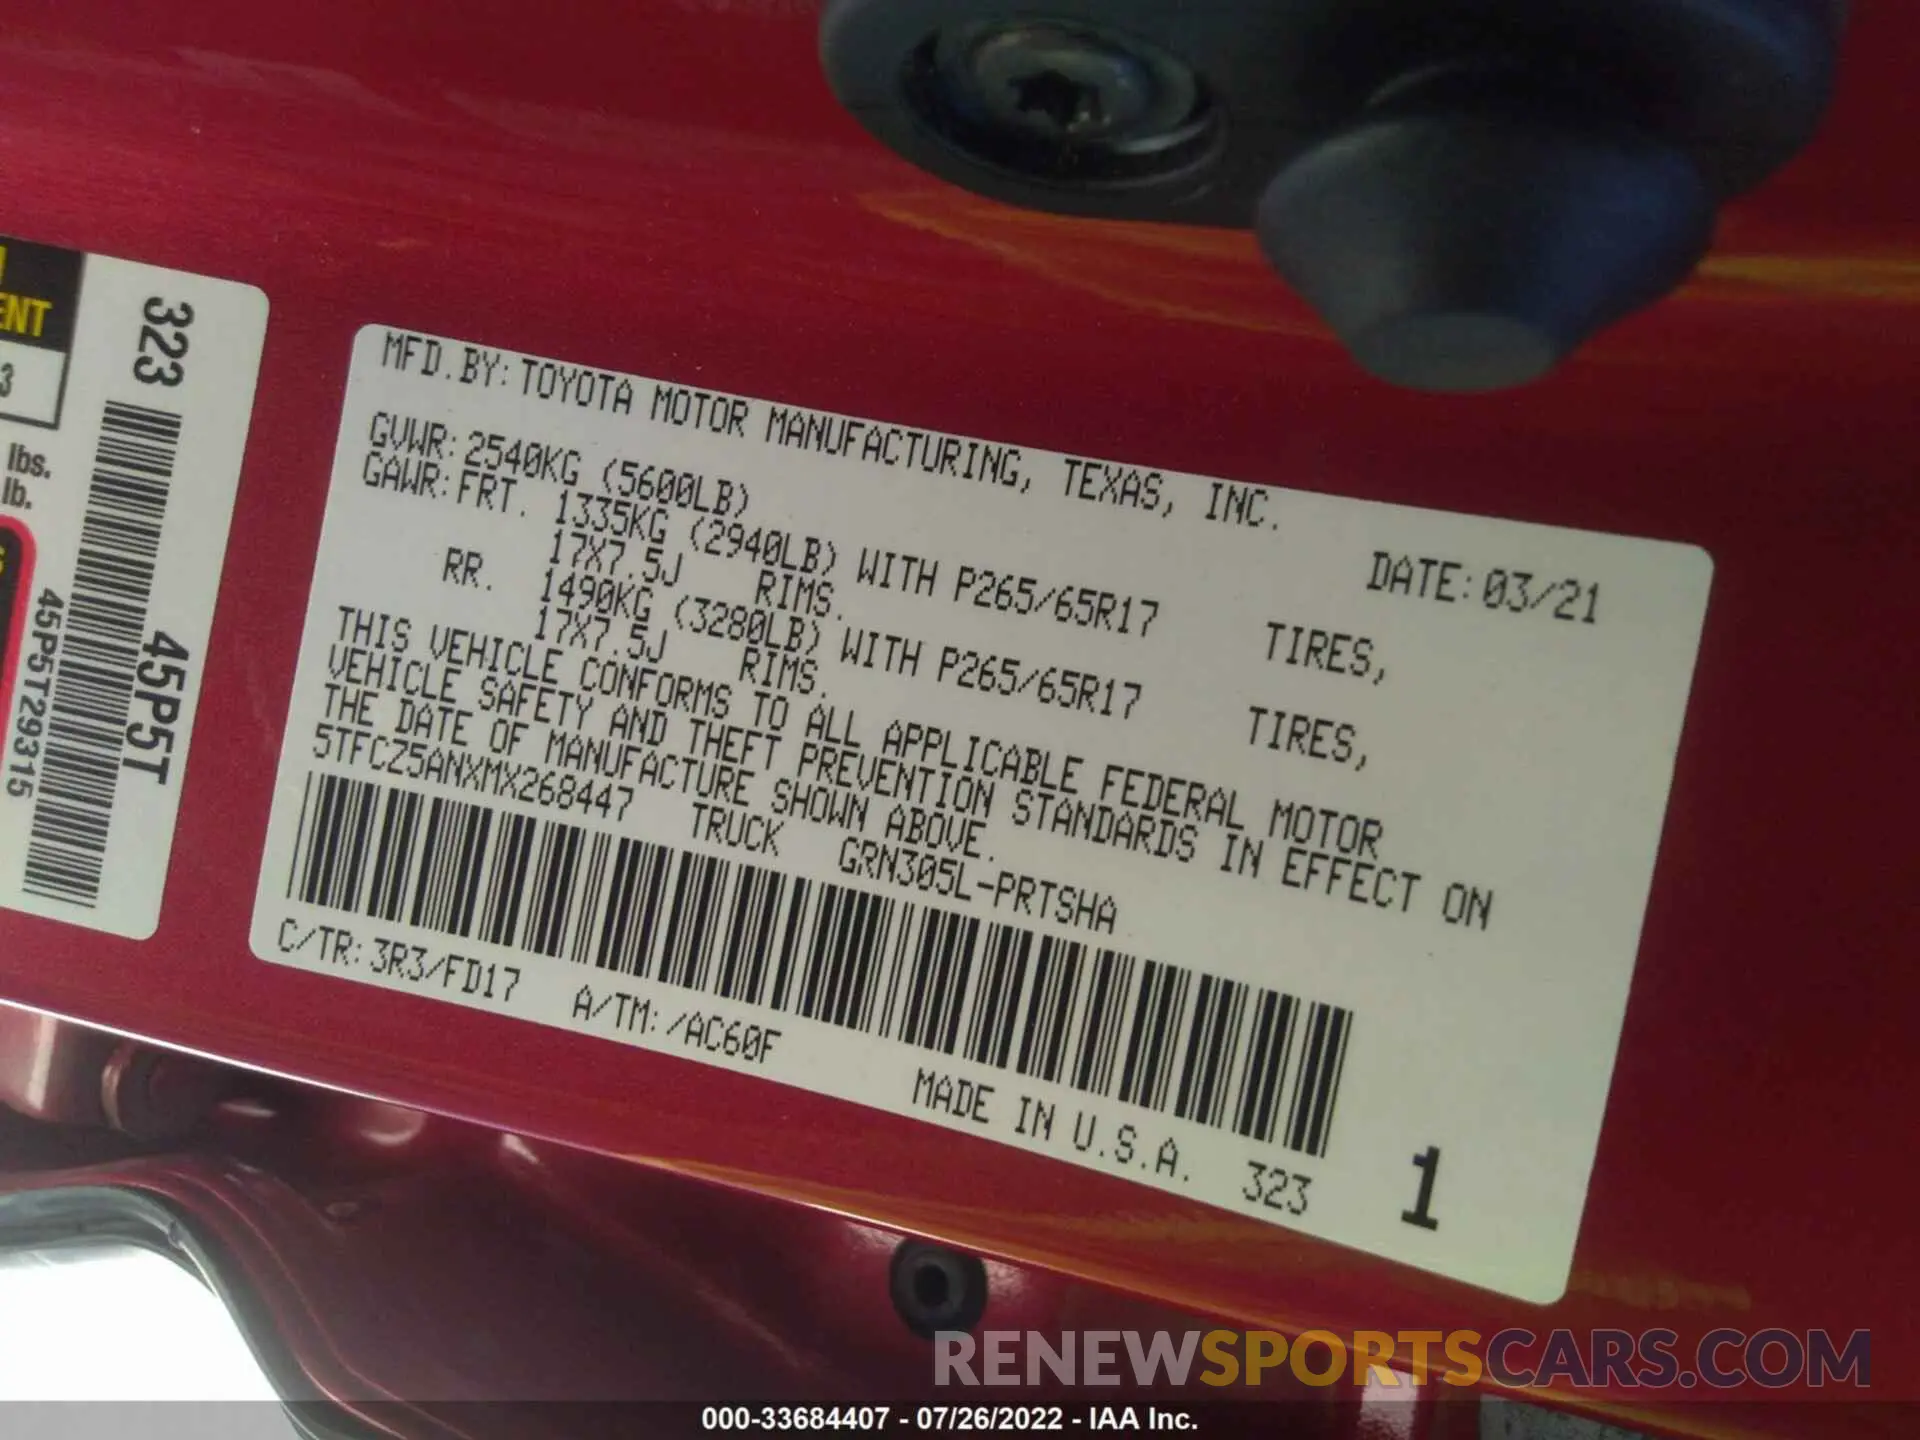 ENT
3
lbs.
lb.
323
45P5T
45P5T29315
MFD.BY: TOYOTA MOTOR MANUFACTURING, TEXAS, INC.
DATE: 03/21
GVWR: 2540KG (5600LB)
GAWR: FRT. 1335KG (2940LB) WITH P265/65R17 TIRES,
17X7.5J RIMS.
RR. 1490KG (3280LB) WITH P265/65R17 TIRES,
17X7.5J RIMS.
THIS VEHICLE CONFORMS TO ALL APPLICABLE FEDERAL MOTOR
VEHICLE SAFETY AND THEFT PREVENTION STANDARDS IN EFFECT ON
THE DATE OF MANUFACTURE SHOWN ABOVE.
5TFCZ5ANXMX268447 TRUCK GRN305L-PRTSHA
C/TR: 3R3/FD17 A/TM: /AC60F
MADE IN U.S.A. 323 1
RENEWSPORTSCARS.COM
000-33684407 - 07/26/2022 - IAA Inc.